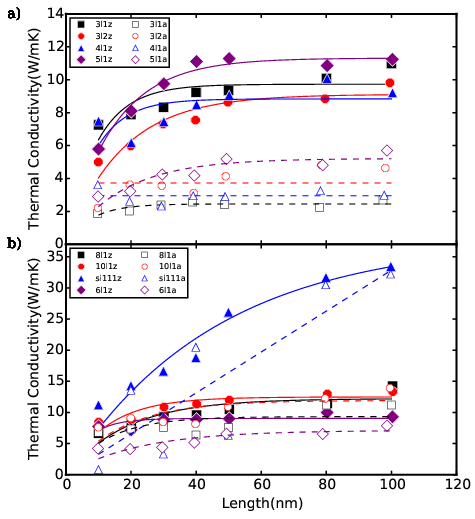 a)
Thermal Conductivity(W/mK)
14
12
10
8
6
4
2
0
3l1z 3l1a
3l2z 3l2a
4l1z 4l1a
5l1z 5l1a
b)
Thermal Conductivity(W/mK)
35
30
25
20
15
10
5
0
8l1z 8l1a
10l1z 10l1a
si111z si111a
6l1z 6l1a
0 20 40 60 80 100 120
Length(nm)